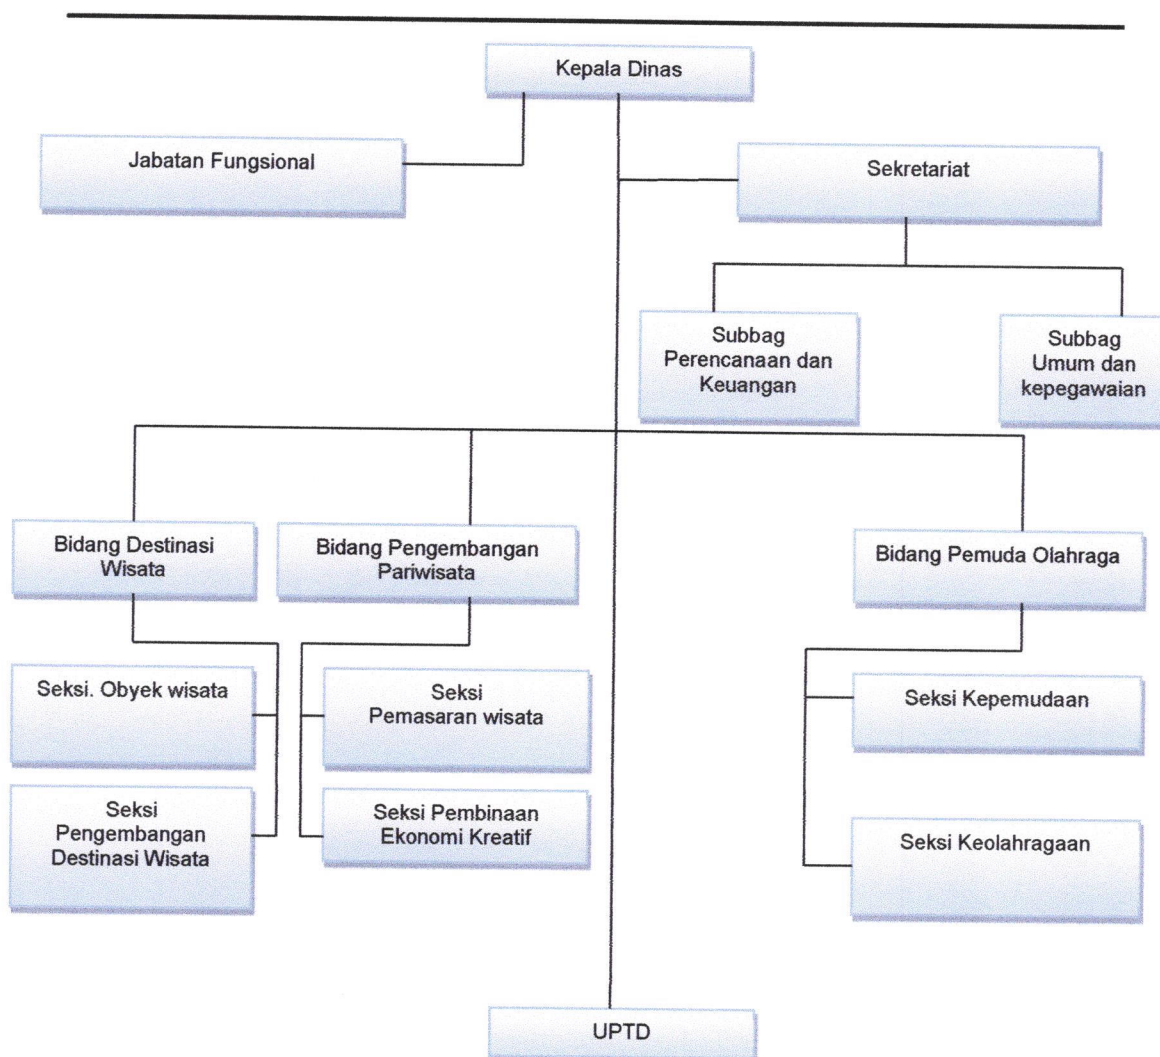 Kepala Dinas
Jabatan Fungsional
Sekretariat
Subbag
Perencanaan dan
Keuangan
Subbag
Umum dan
kepegawaian
Bidang Destinasi
Wisata
Bidang Pengembangan
Pariwisata
Bidang Pemuda Olahraga
Seksi. Obyek wisata
Seksi
Pemasaran wisata
Seksi Kepemudaan
Seksi
Pengembangan
Destinasi Wisata
Seksi Pembinaan
Ekonomi Kreatif
Seksi Keolahragaan
UPTD